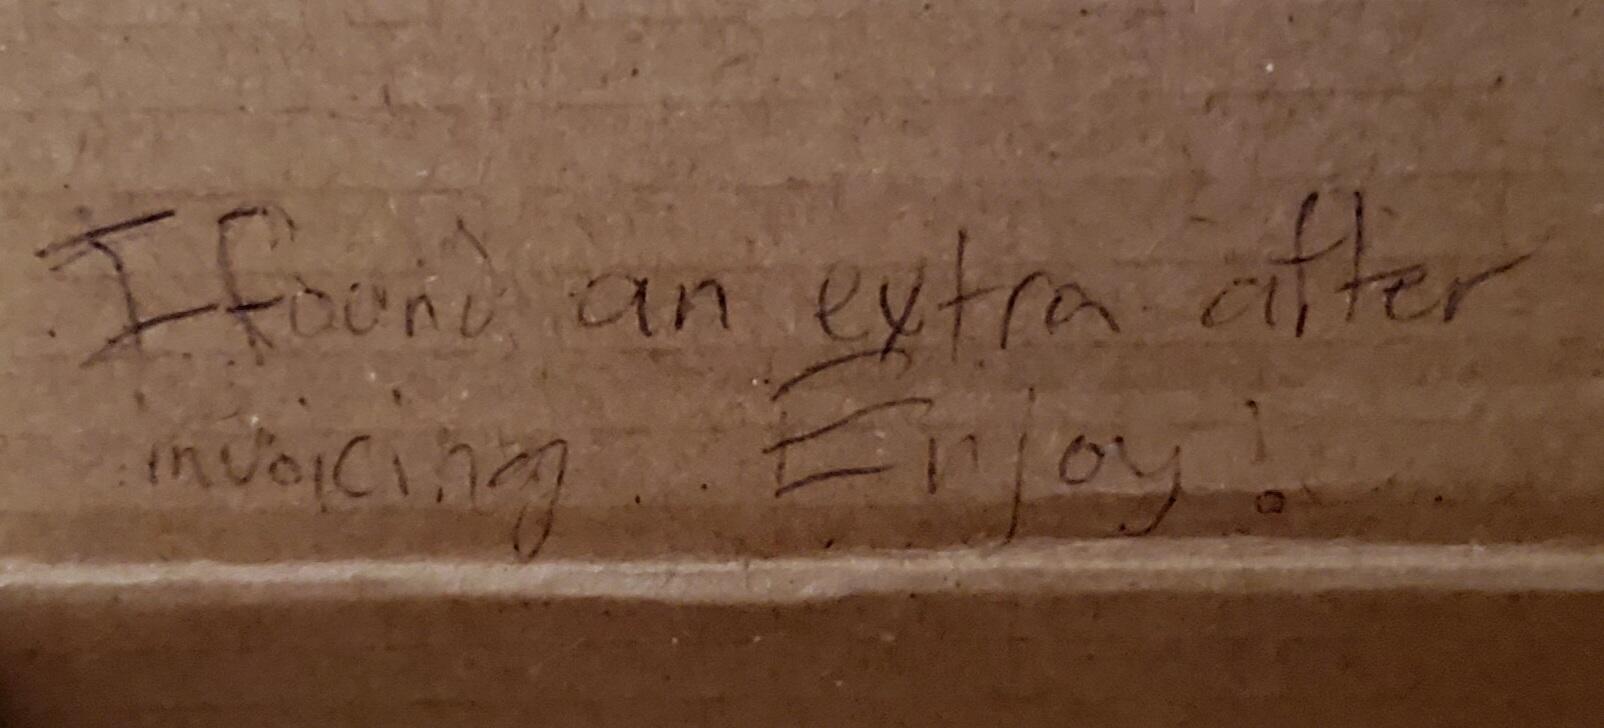 I found an extra after
invoicing. Enjoy!